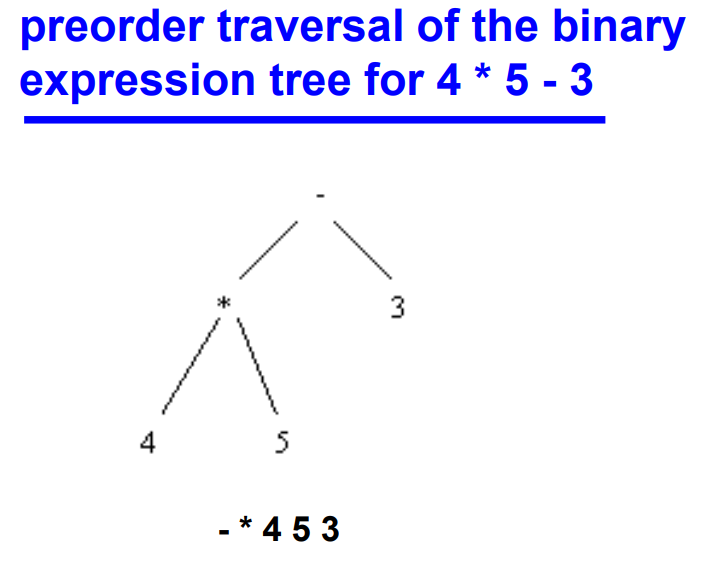 preorder traversal of the binary
expression tree for 4 * 5 - 3
-
* 3
4 5
- * 4 5 3